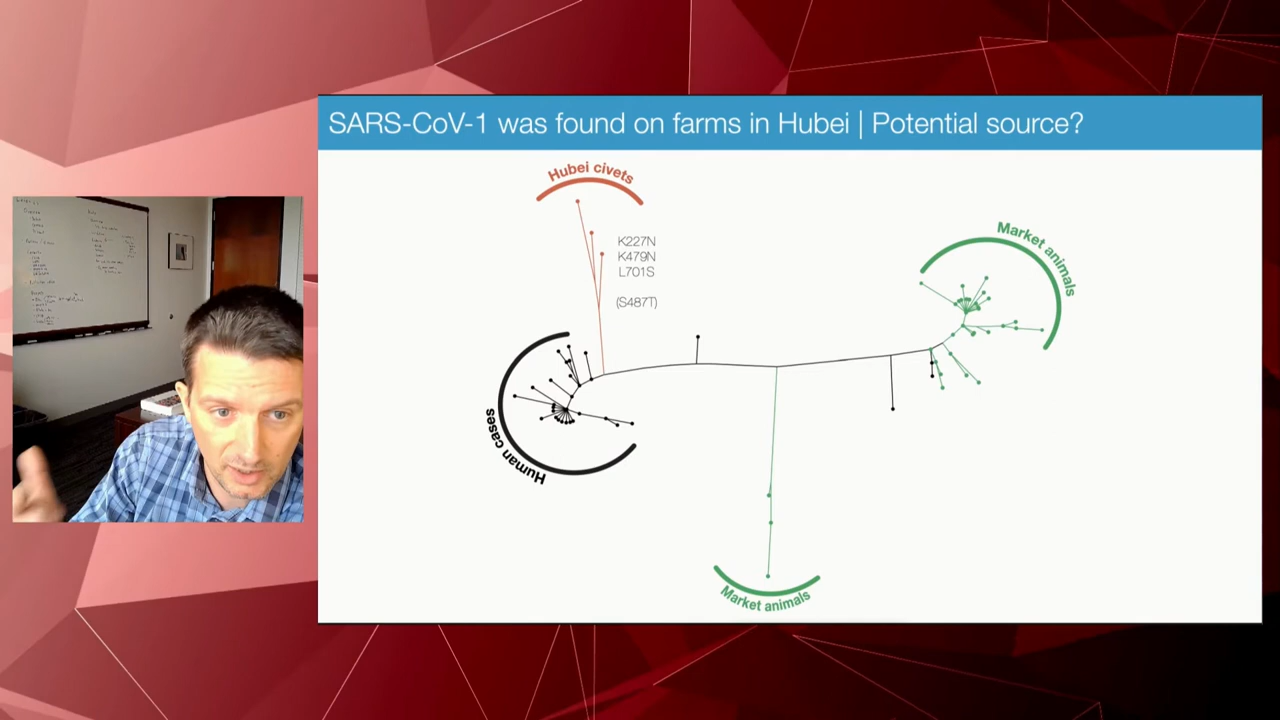 SARS-CoV-1 was found on farms in Hubei | Potential source?
Hubei civets
K227N
K479N
L701S
(S487T)
Market animals
Human cases
Market animals